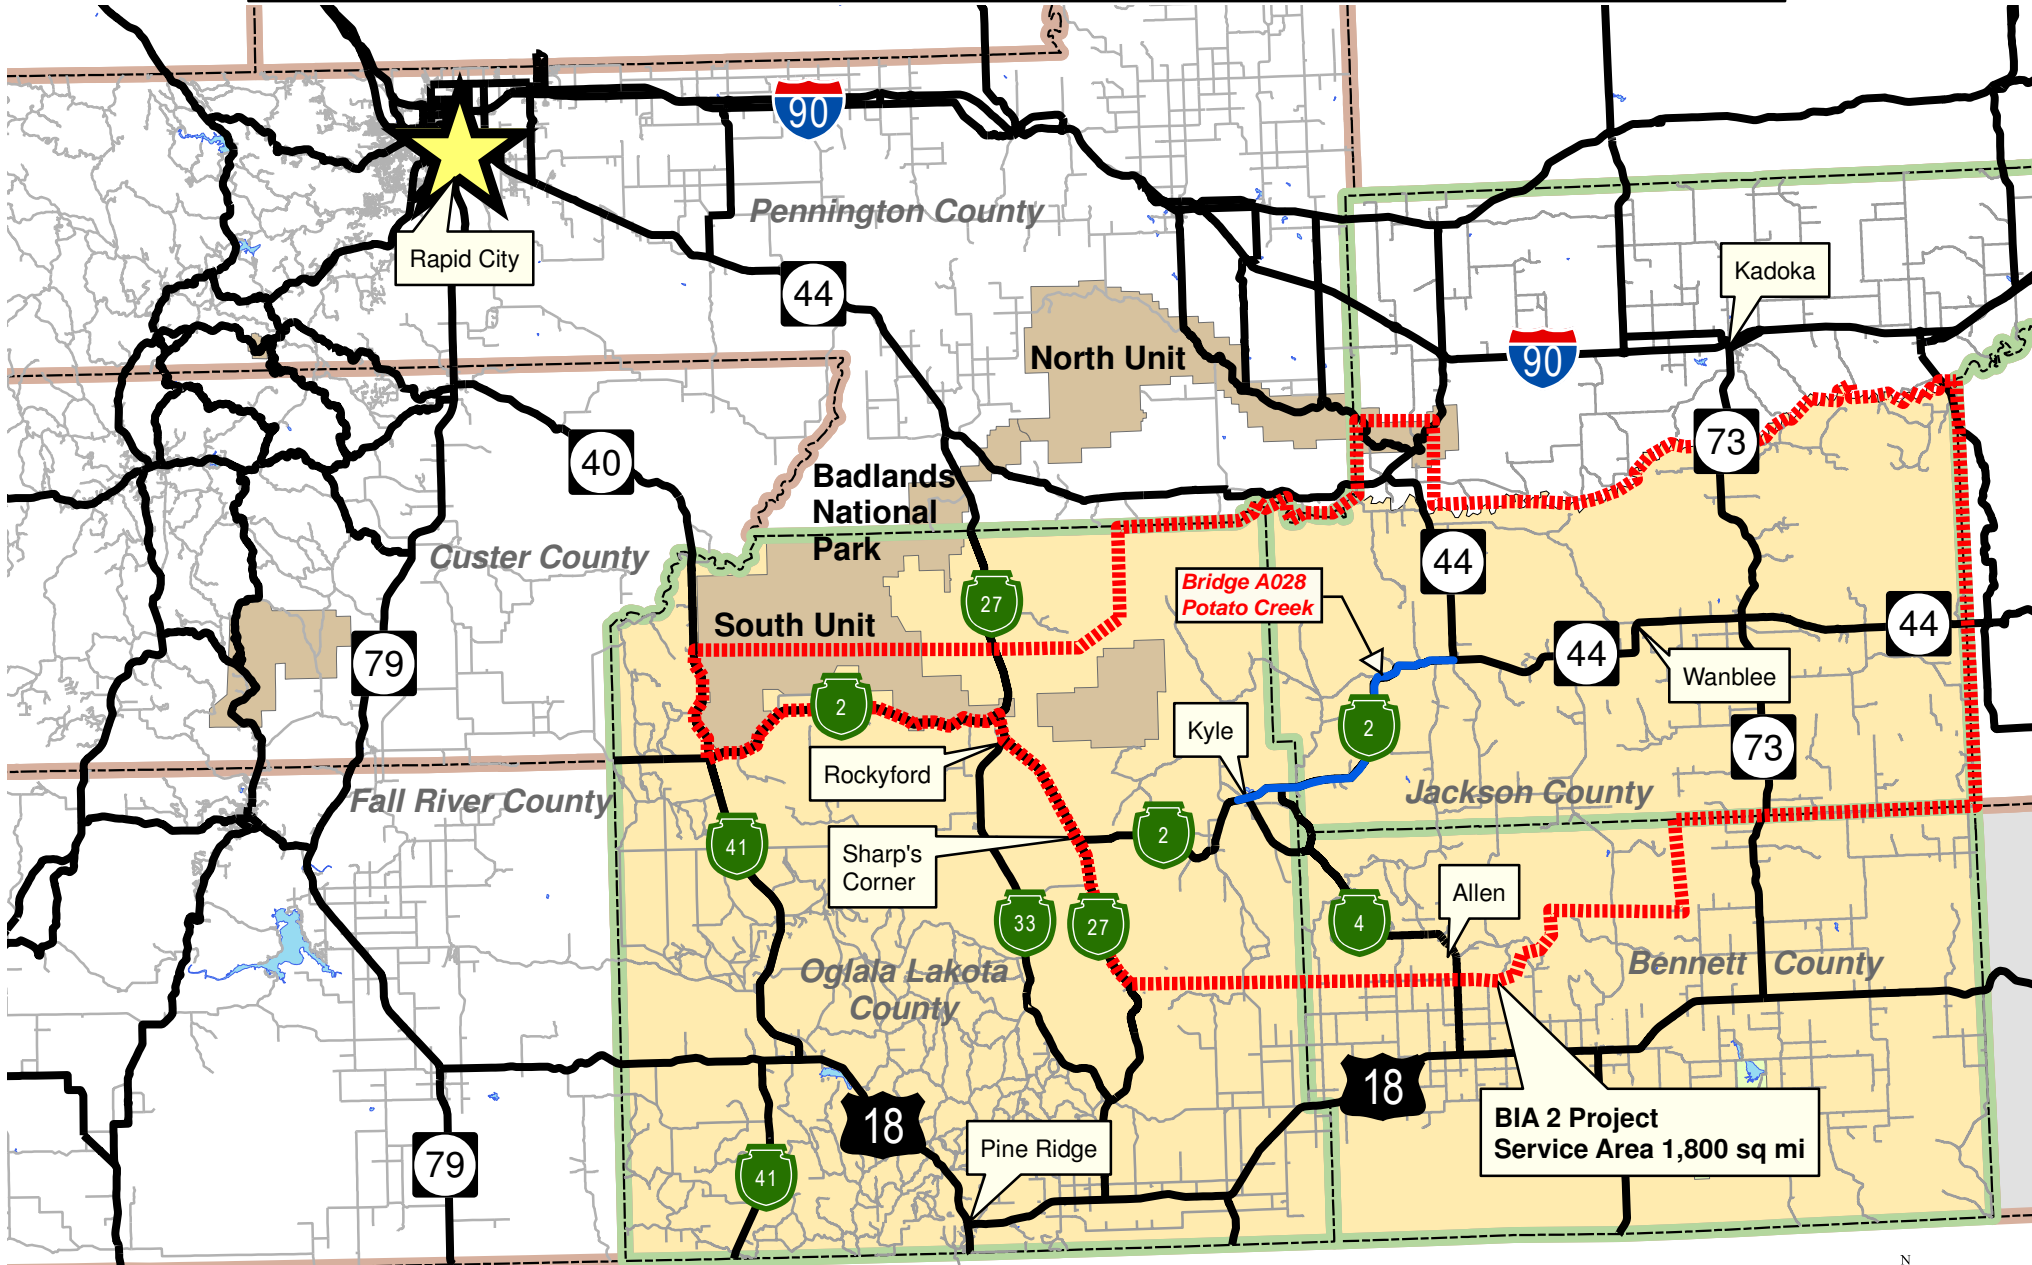 90
Pennington County
Rapid City
44
Kadoka
North Unit
90
73
40
Badlands
National
Park
Custer County
44
Bridge A028
Potato Creek
27
South Unit
44
44
79
Wanblee
2
Kyle
2
73
Rockyford
Fall River County
Jackson County
41
2
Sharp's
Corner
Allen
33
27
4
Oglala Lakota
County
Bennett County
18
18
BIA 2 Project
Service Area 1,800 sq mi
Pine Ridge
79
41
N